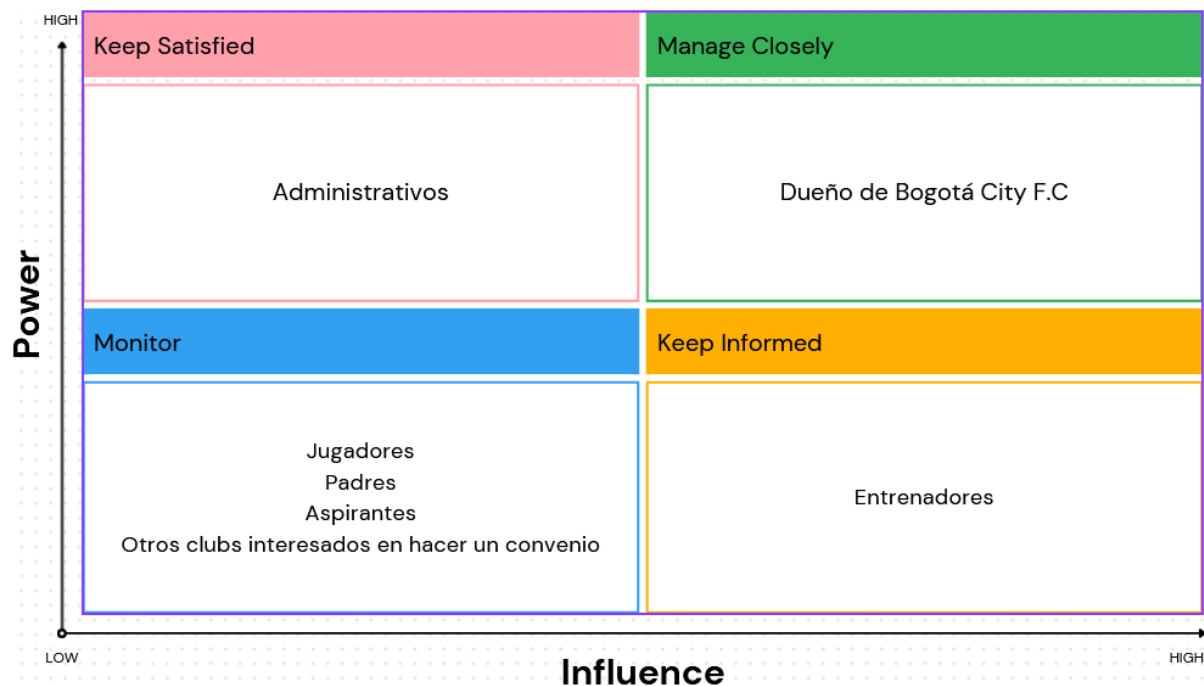 HIGH
Keep Satisfied
Manage Closely
Administrativos
Dueño de Bogotá City F.C
Power
Monitor
Keep Informed
Jugadores
Padres
Aspirantes
Otros clubs interesados en hacer un convenio
Entrenadores
LOW
HIGH
Influence